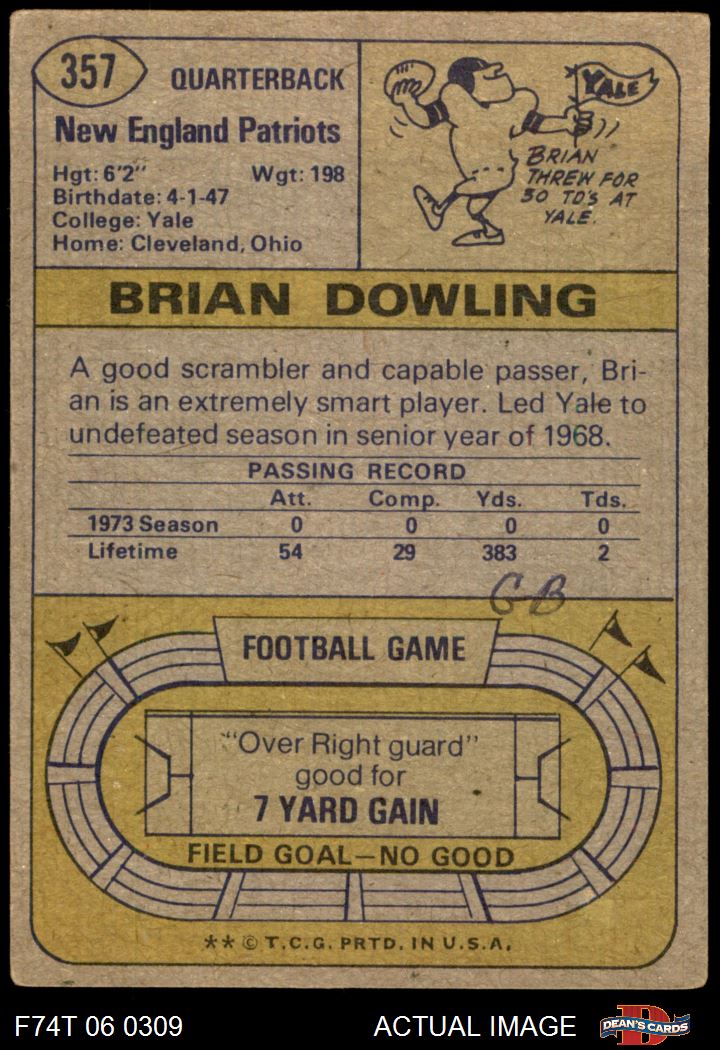 357
QUARTERBACK
New England Patriots
Hgt: 6'2" Wgt: 198
Birthdate: 4-1-47
College: Yale
Home: Cleveland, Ohio
YALE
BRIAN
THREW FOR
30 TD'S AT
YALE.
BRIAN DOWLING
A good scrambler and capable passer, Bri-
an is an extremely smart player. Led Yale to
undefeated season in senior year of 1968.
PASSING RECORD
Att. Comp. Yds. Tds.
1973 Season 0 0 0 0
Lifetime 54 29 383 2
GB
FOOTBALL GAME
"Over Right guard"
good for
7 YARD GAIN
FIELD GOAL—NO GOOD
** © T.C.G. PRTD. IN U.S.A.
F74T 06 0309 ACTUAL IMAGE D DEAN'S CARDS